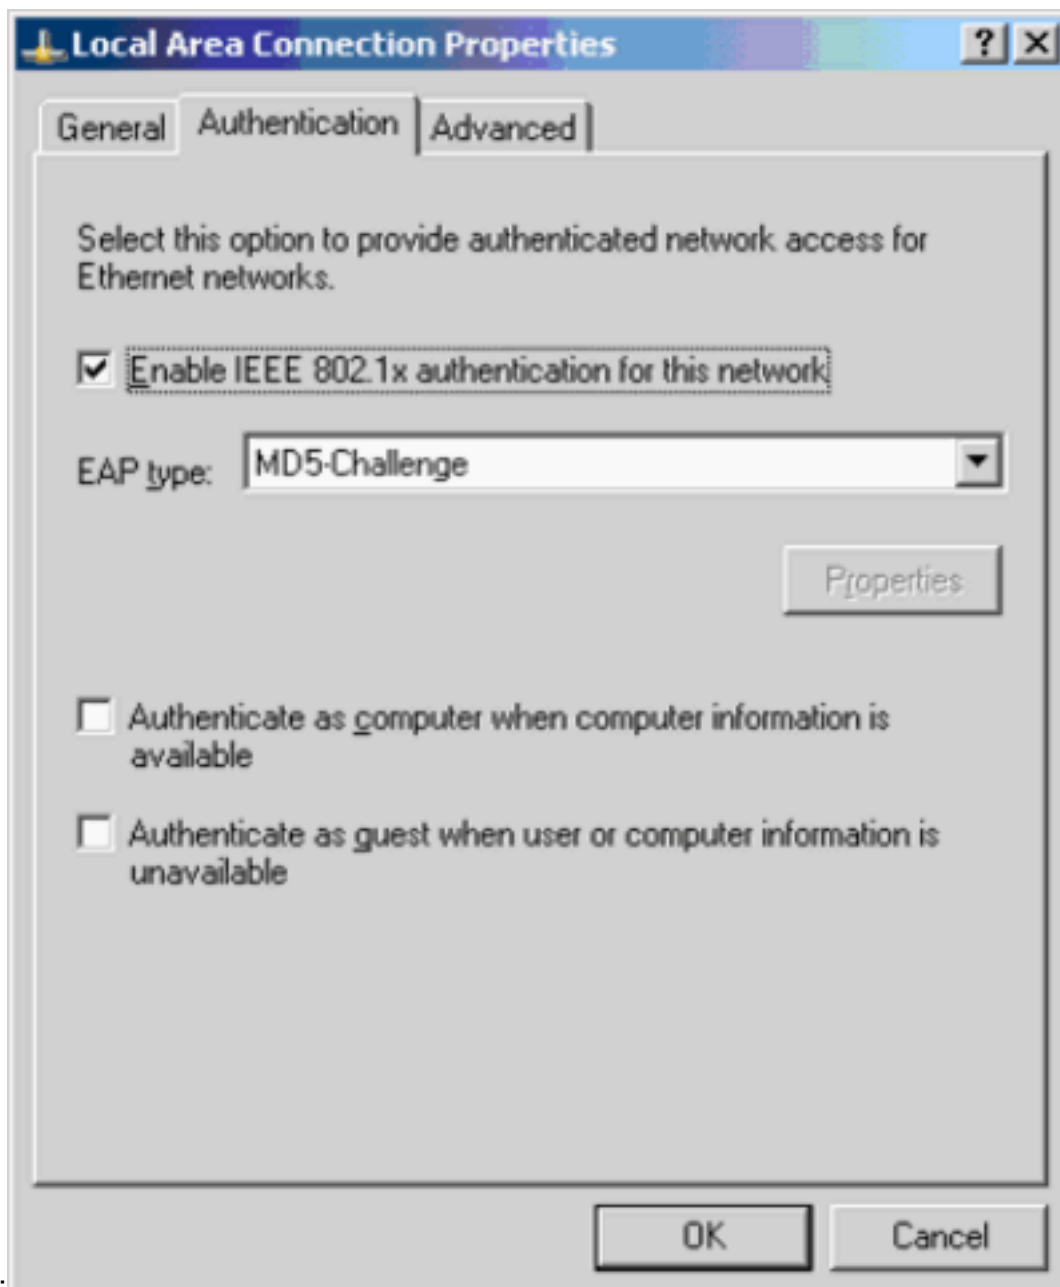 Local Area Connection Properties
General Authentication Advanced
Select this option to provide authenticated network access for
Ethernet networks.
Enable IEEE 802.1x authentication for this network
EAP type: MD5-Challenge
Properties
Authenticate as computer when computer information is
available
Authenticate as guest when user or computer information is
unavailable
OK Cancel
.